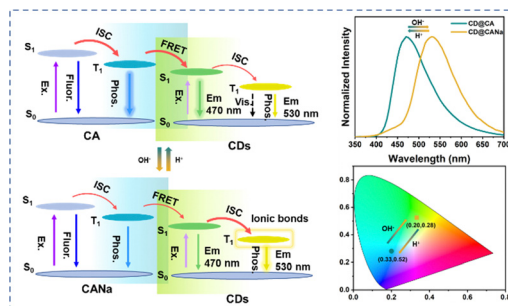 S₁
ISC
FRET
T₁
S₁
ISC
T₁
Ex.
Fluor.
Phos.
Ex.
Em
470 nm
Vis.
Phos.
Em
530 nm
S₀
S₀
CA
CDs
OH⁻
H⁺
S₁
ISC
FRET
T₁
S₁
ISC
Ionic bonds
T₁
Ex.
Fluor.
Phos.
Ex.
Em
470 nm
Phos.
Em
530 nm
S₀
S₀
CANa
CDs
Normalized Intensity
OH⁻
H⁺
CD@CA
CD@CANa
350 400 450 500 550 600 650 700
Wavelength (nm)
0.8
0.6
0.4
0.2
0.0
OH⁻
(0.20,0.28)
H⁺
(0.33,0.52)
0.0 0.2 0.4 0.6 0.8